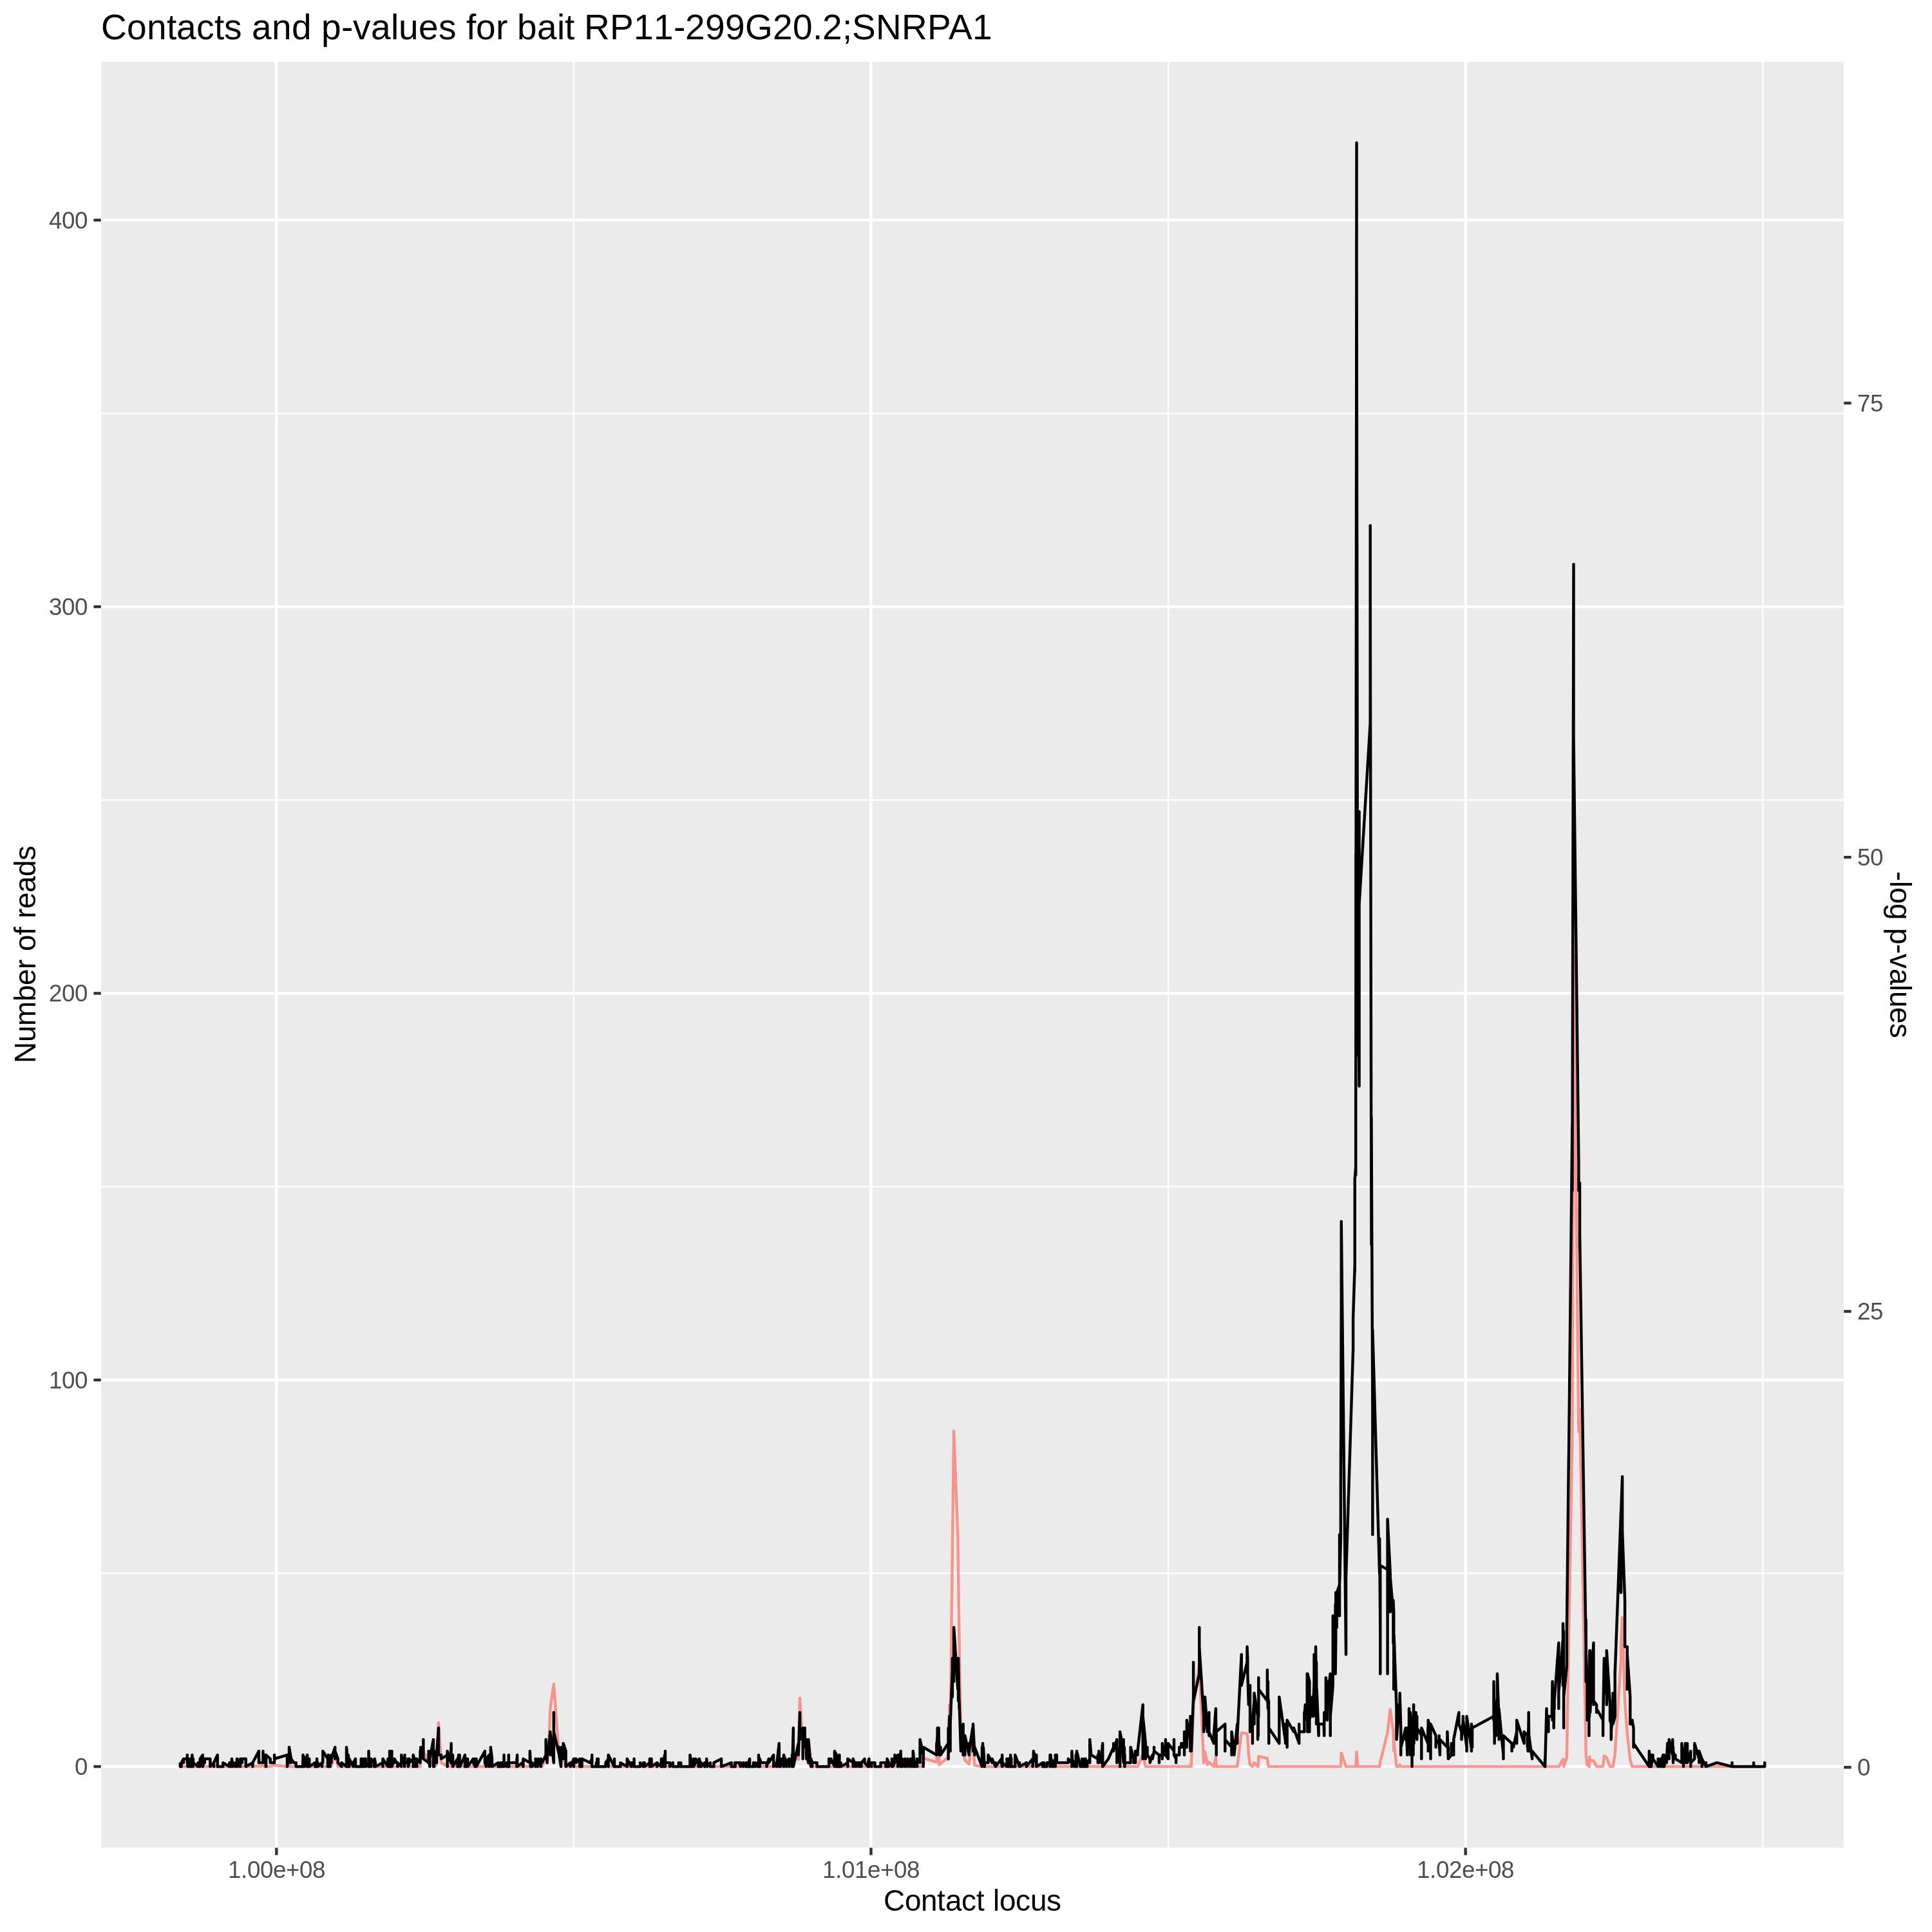 Contacts and p-values for bait RP11-299G20.2;SNRPA1
400
300
200
100
0
Number of reads
75
50
25
0
-log p-values
1.00e+08
1.01e+08
1.02e+08
Contact locus